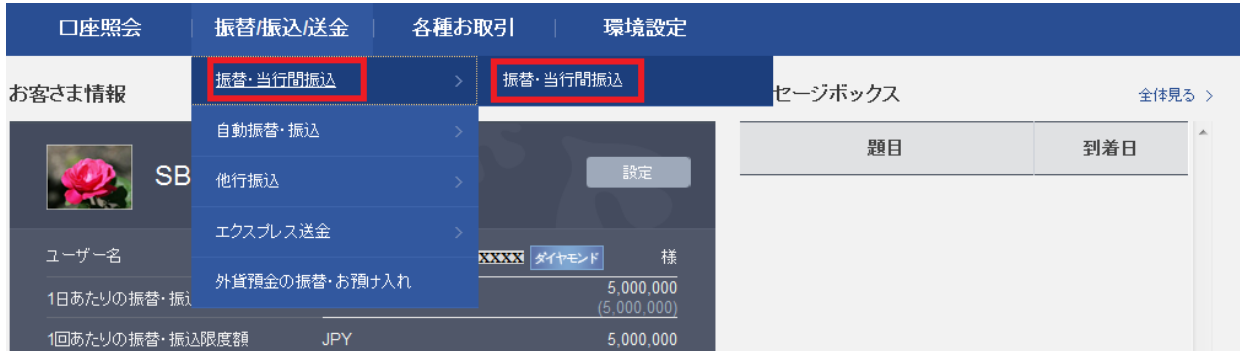 口座照会 振替/振込/送金 各種お取引 環境設定
振替・当行間振込 > 振替・当行間振込
お客さま情報 セージボックス 全体見る >
自動振替・振込 >
題目 到着日
SB 設定
他行振込 >
エクスプレス送金 >
ユーザー名 XXXX ダイヤモンド 様
外貨預金の振替・お預け入れ
1日あたりの振替・振込 5,000,000
(5,000,000)
1回あたりの振替・振込限度額 JPY 5,000,000